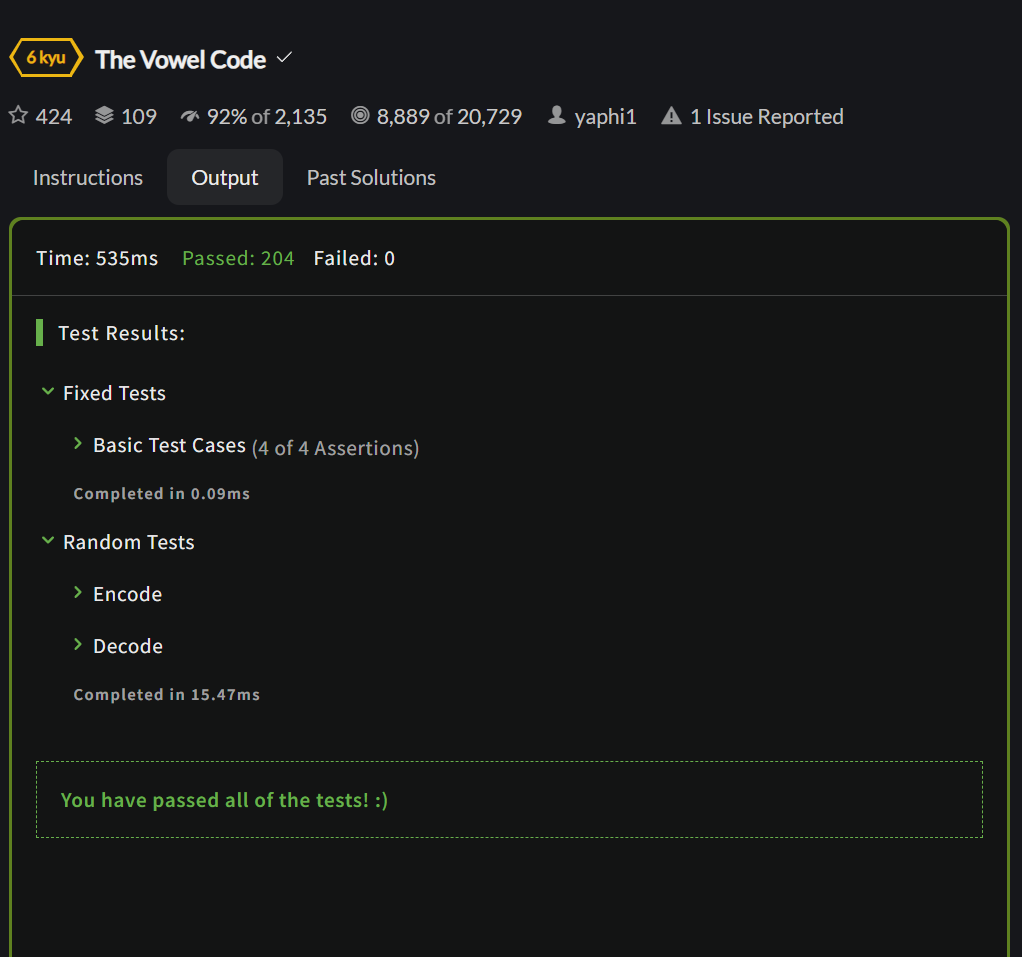 6 kyu The Vowel Code
424 109 92% of 2,135 8,889 of 20,729 yaphi1 1 Issue Reported
Instructions Output Past Solutions
Time: 535ms Passed: 204 Failed: 0
Test Results:
Fixed Tests
Basic Test Cases (4 of 4 Assertions)
Completed in 0.09ms
Random Tests
Encode
Decode
Completed in 15.47ms
You have passed all of the tests! :)